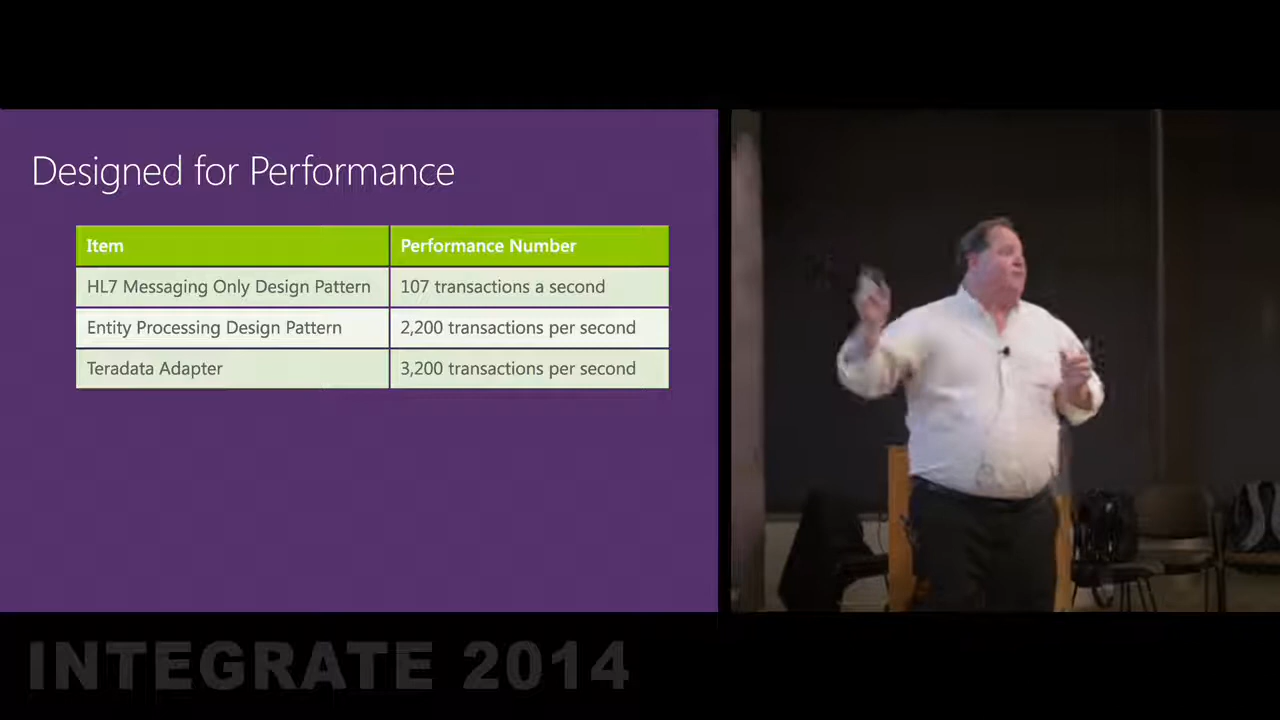 Designed for Performance
Item Performance Number
HL7 Messaging Only Design Pattern 107 transactions a second
Entity Processing Design Pattern 2,200 transactions per second
Teradata Adapter 3,200 transactions per second
INTEGRATE 2014